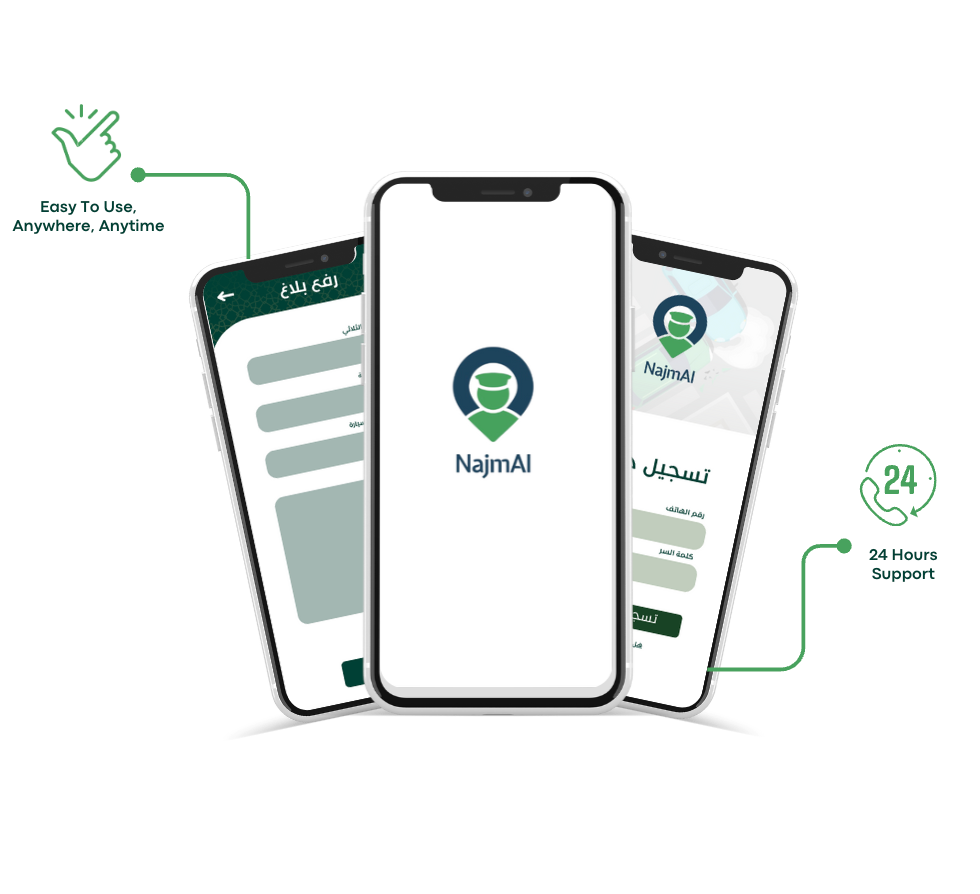 Easy To Use,
Anywhere, Anytime
رفع بلاغ
NajmAI
NajmAI
تسجيل
رقم الهاتف
كلمة السر
24
24 Hours
Support